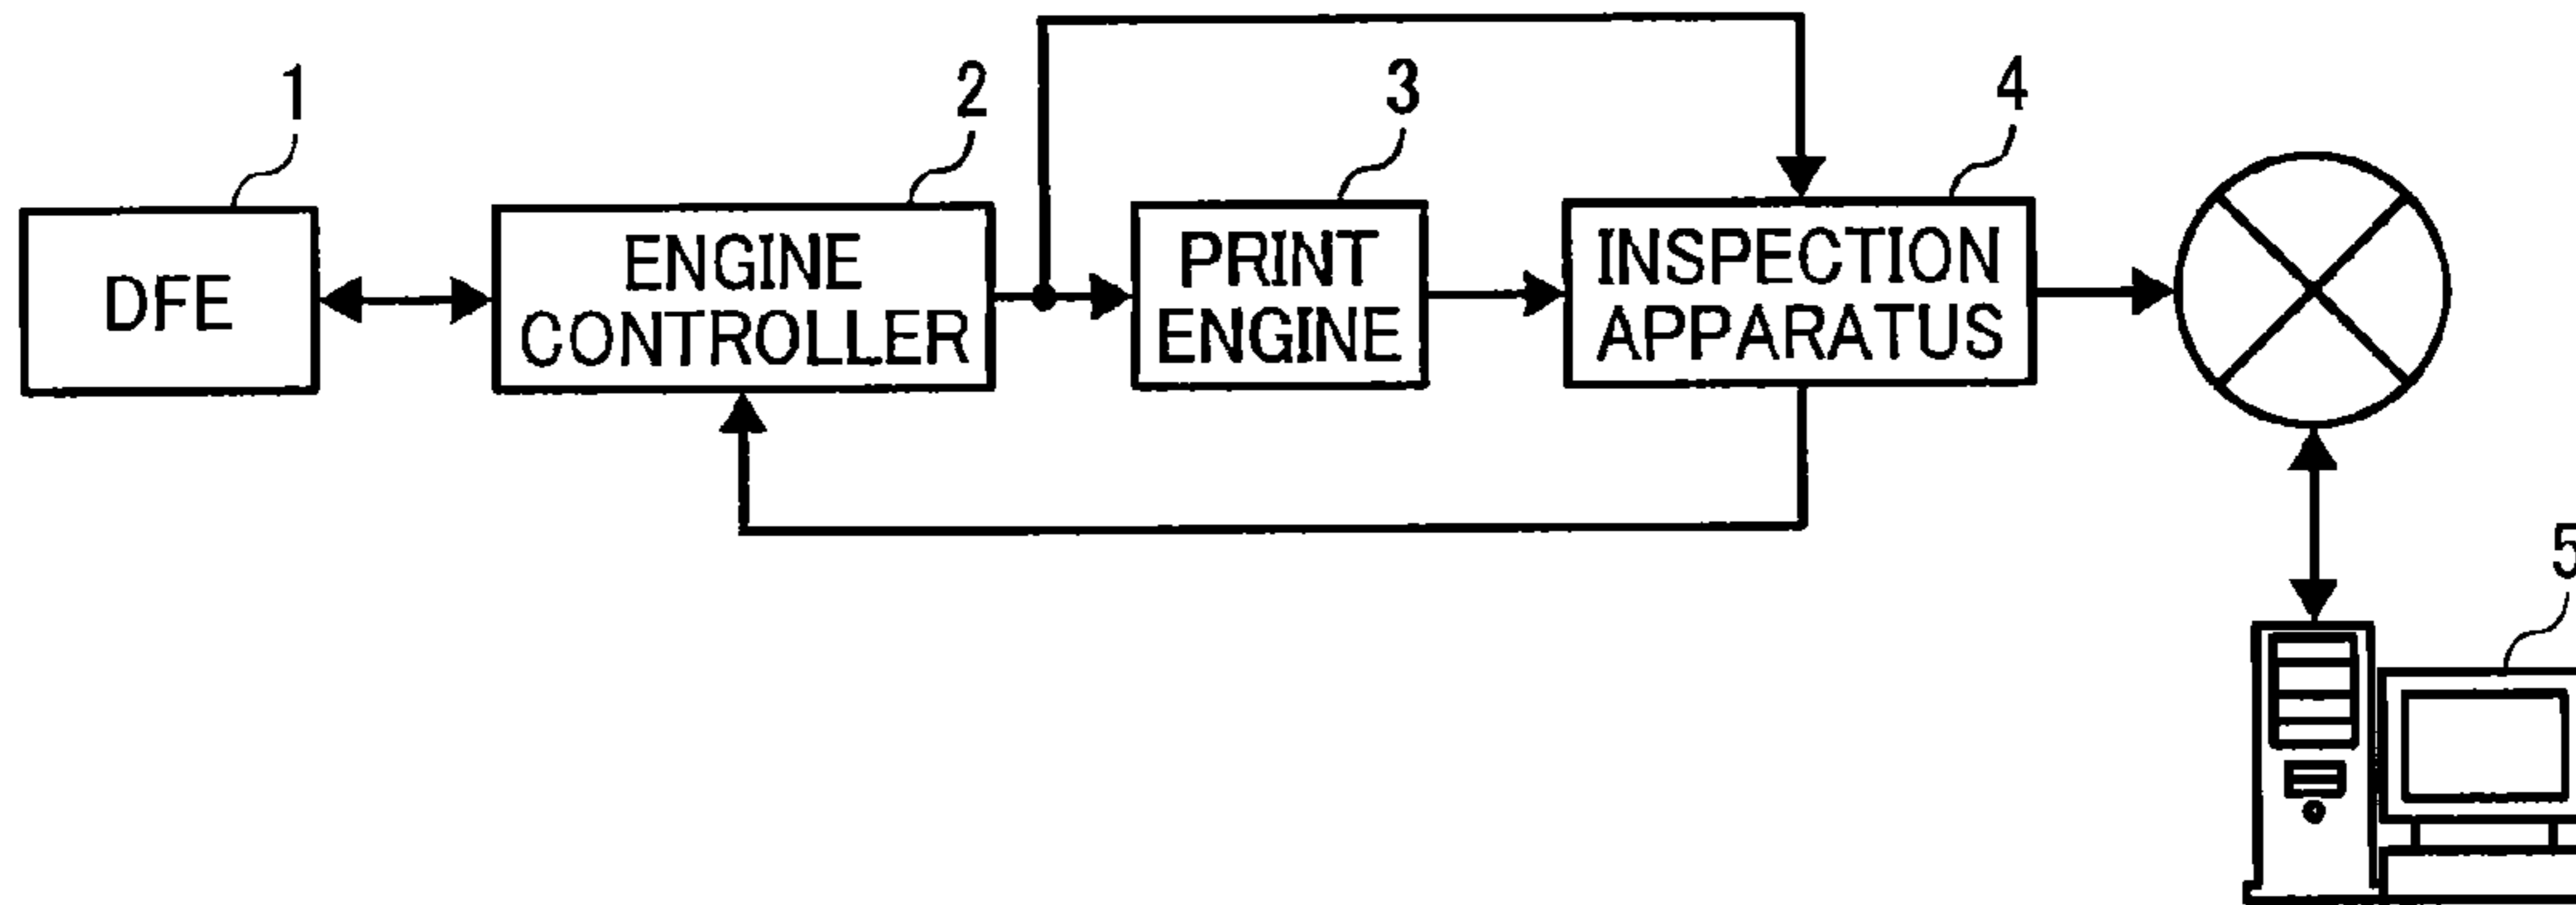 1
2
3
4
DFE
ENGINE
CONTROLLER
PRINT
ENGINE
INSPECTION
APPARATUS
5